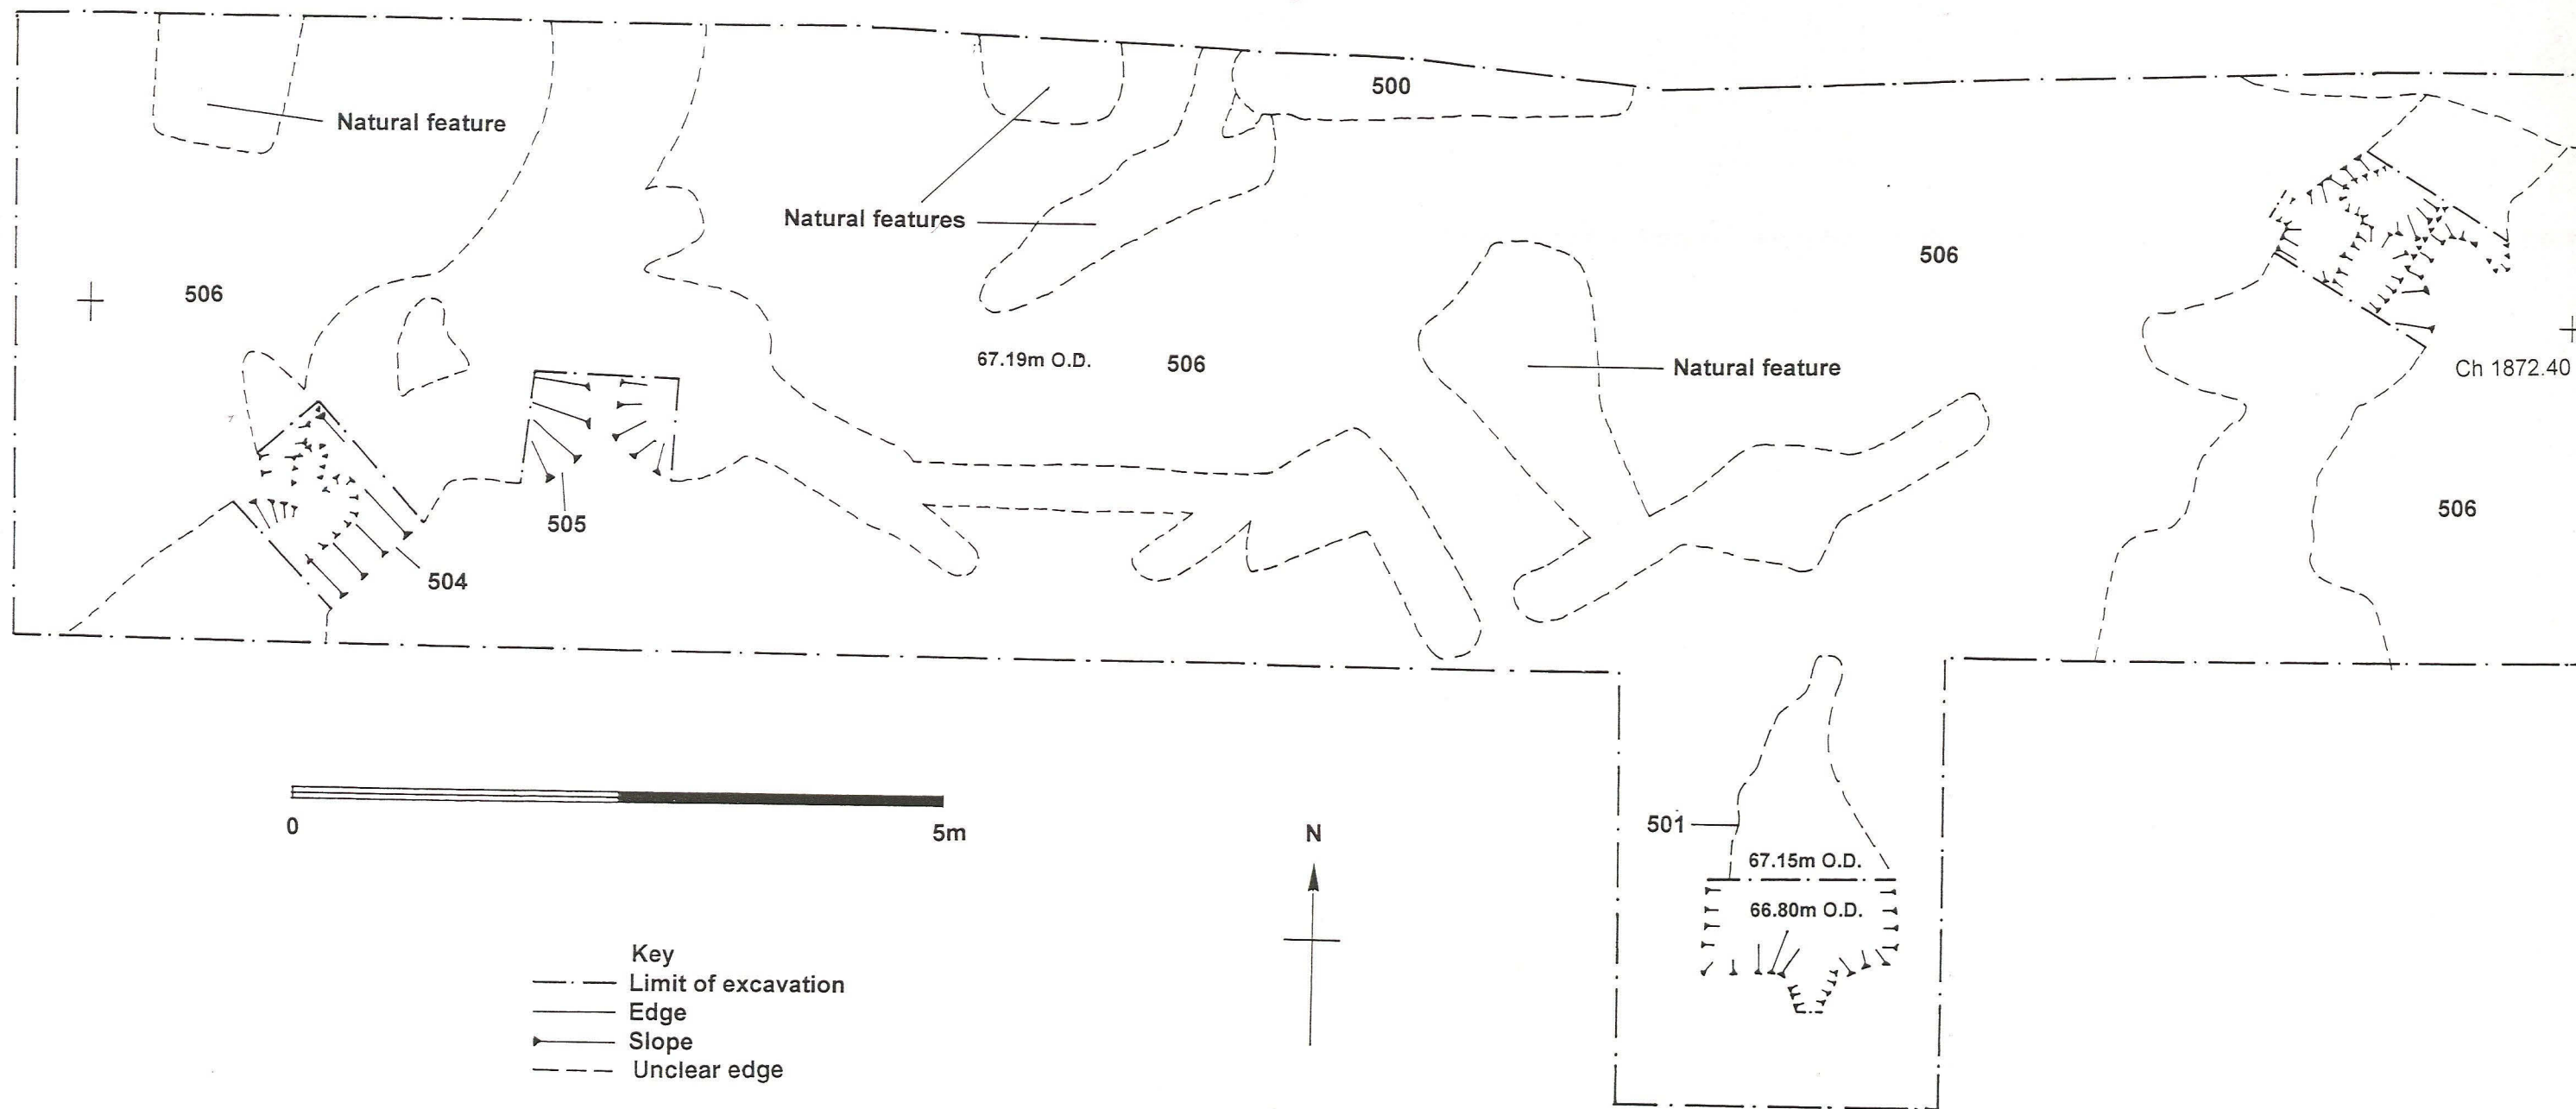 500
Natural feature
Natural features
506
506
67.19m O.D.
506
Natural feature
Ch 1872.40
506
505
504
0
5m
N
501
67.15m O.D.
66.80m O.D.
Key
Limit of excavation
Edge
Slope
Unclear edge